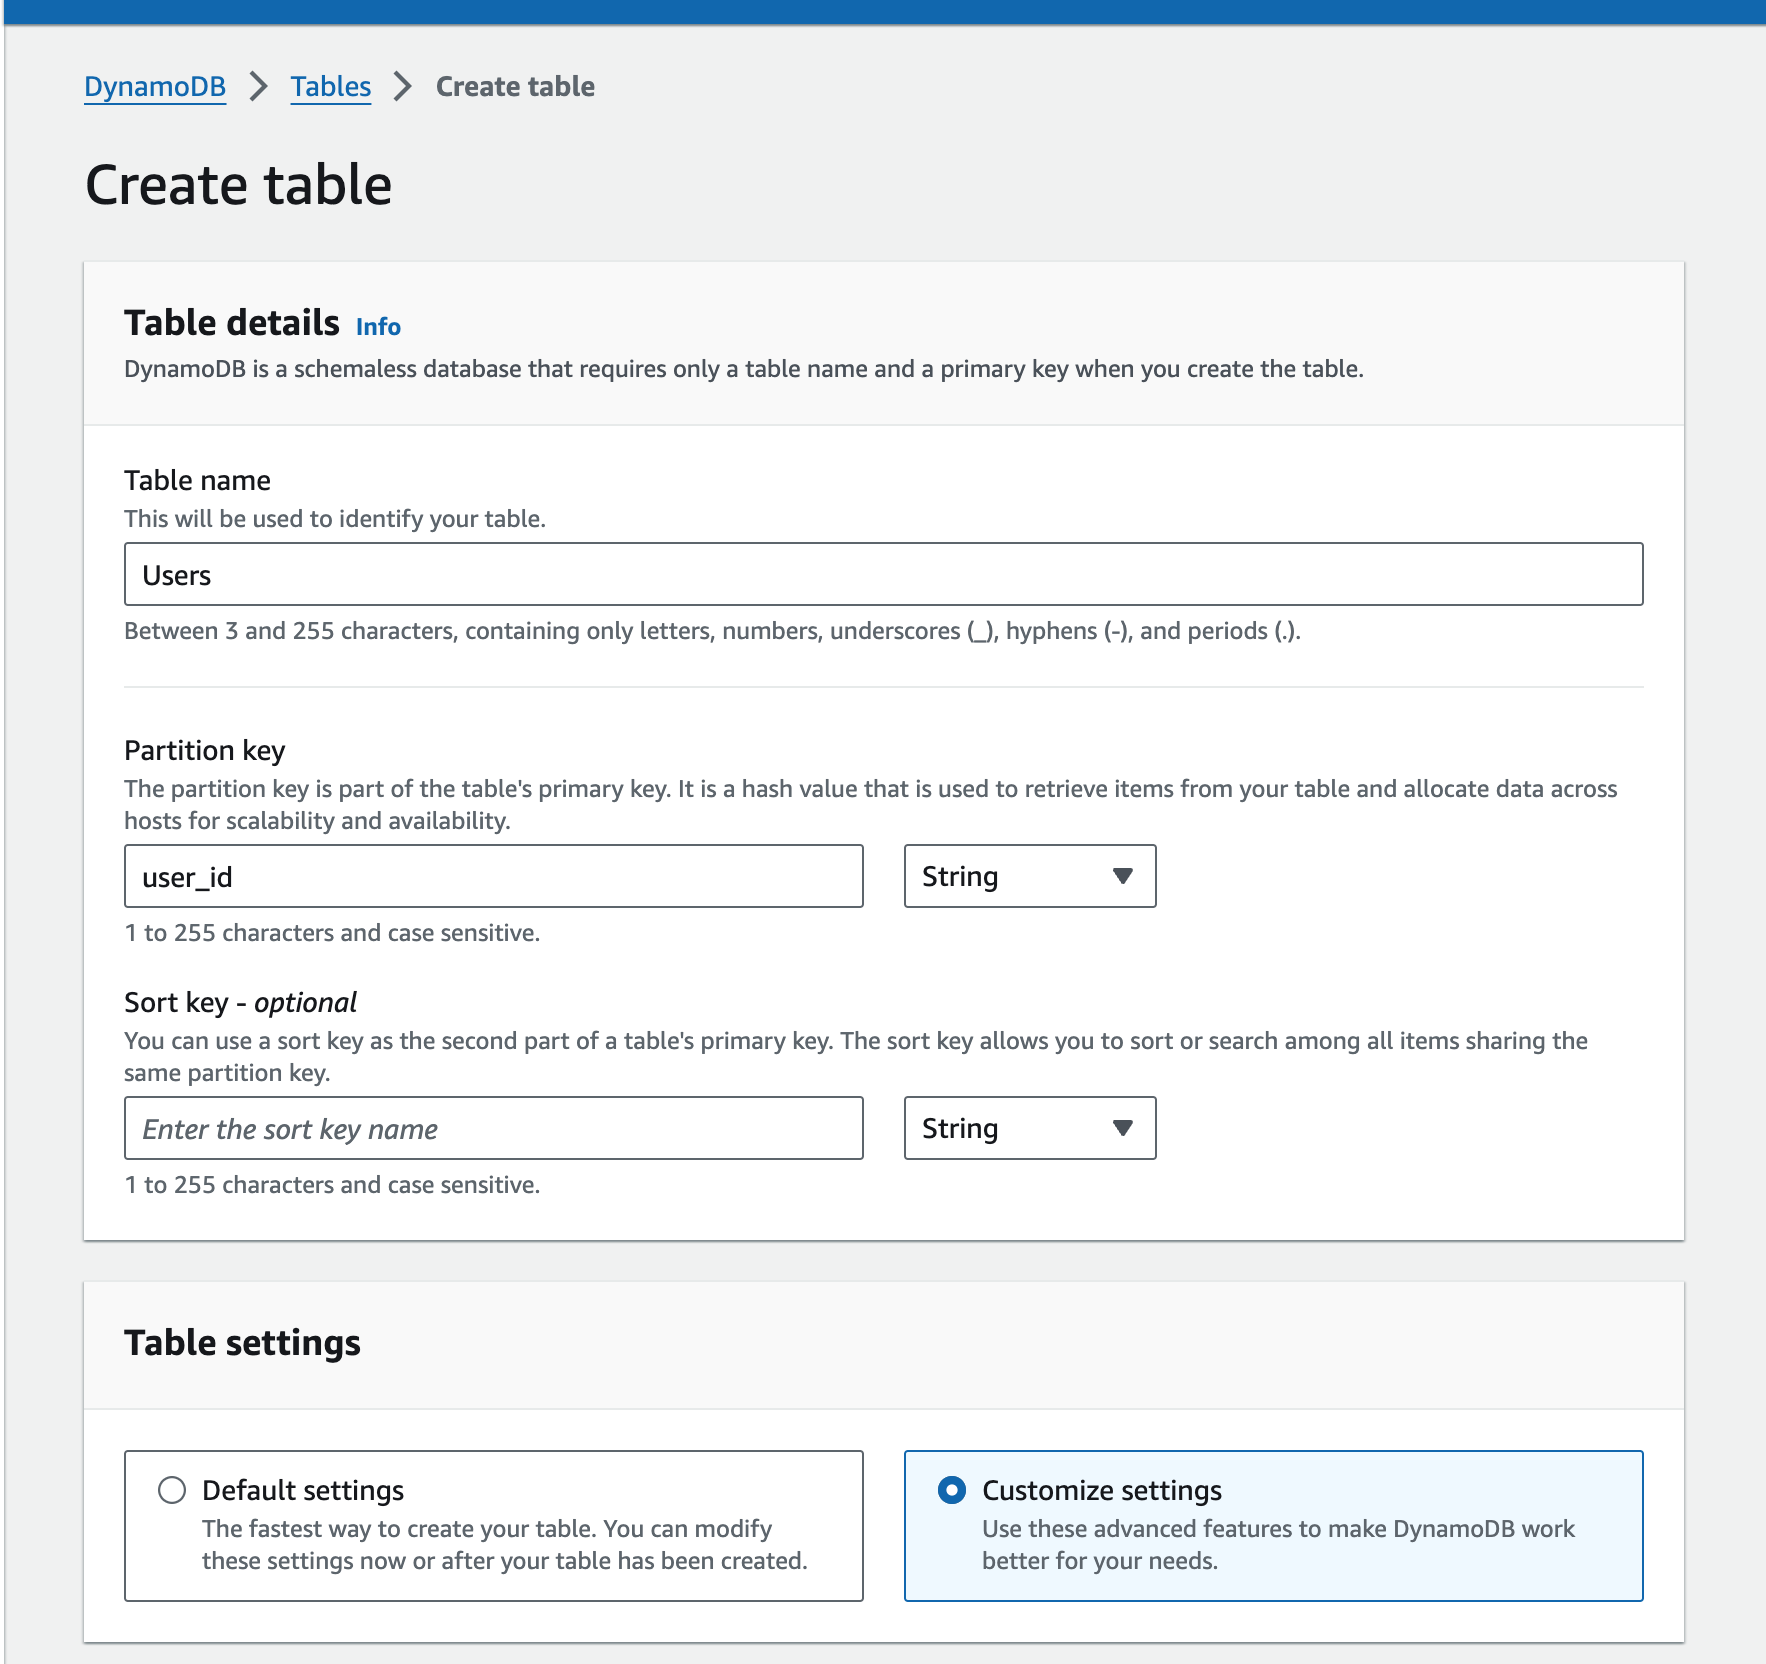 DynamoDB > Tables > Create table
Create table
Table details Info
DynamoDB is a schemaless database that requires only a table name and a primary key when you create the table.
Table name
This will be used to identify your table.
Users
Between 3 and 255 characters, containing only letters, numbers, underscores (_), hyphens (-), and periods (.).
Partition key
The partition key is part of the table's primary key. It is a hash value that is used to retrieve items from your table and allocate data across
hosts for scalability and availability.
user_id String
1 to 255 characters and case sensitive.
Sort key - optional
You can use a sort key as the second part of a table's primary key. The sort key allows you to sort or search among all items sharing the
same partition key.
Enter the sort key name String
1 to 255 characters and case sensitive.
Table settings
Default settings
The fastest way to create your table. You can modify
these settings now or after your table has been created.
Customize settings
Use these advanced features to make DynamoDB work
better for your needs.